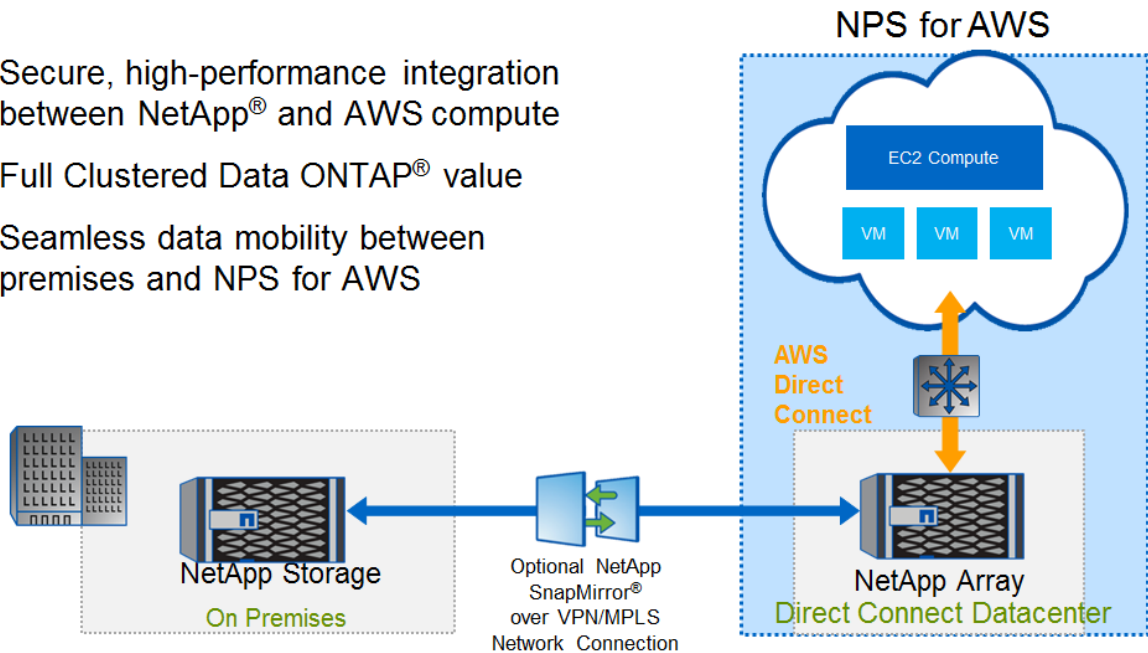 NPS for AWS
Secure, high-performance integration
between NetApp® and AWS compute
Full Clustered Data ONTAP® value
Seamless data mobility between
premises and NPS for AWS
EC2 Compute
VM VM VM
AWS
Direct
Connect
NetApp Storage
On Premises
Optional NetApp
SnapMirror®
over VPN/MPLS
Network Connection
NetApp Array
Direct Connect Datacenter